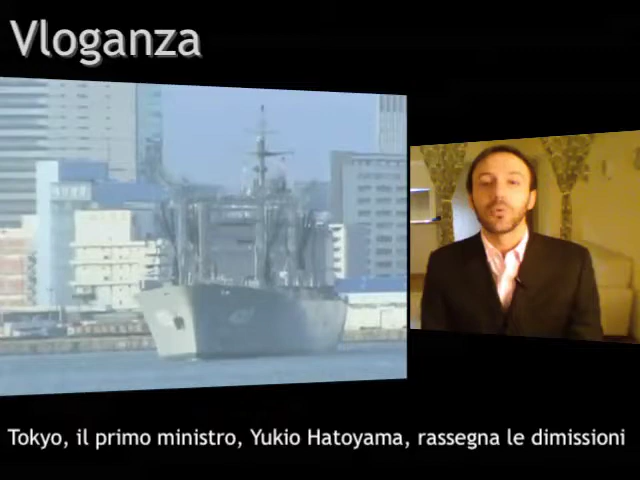 Vloganza
Tokyo, il primo ministro, Yukio Hatoyama, rassegna le dimissioni